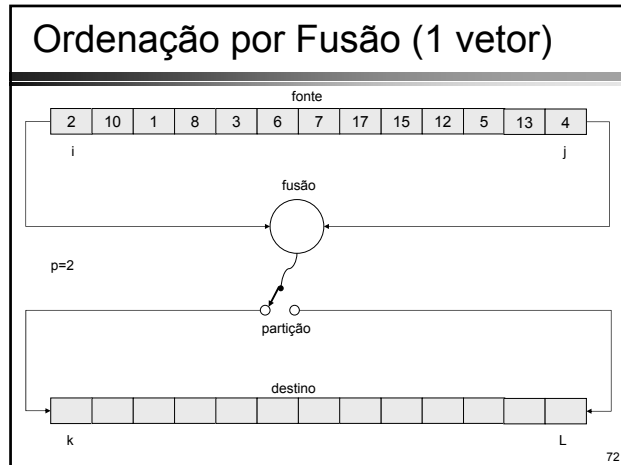 Ordenação por Fusão (1 vetor)
fonte
2 10 1 8 3 6 7 17 15 12 5 13 4
i j
fusão
p=2
partição
destino
k L
72